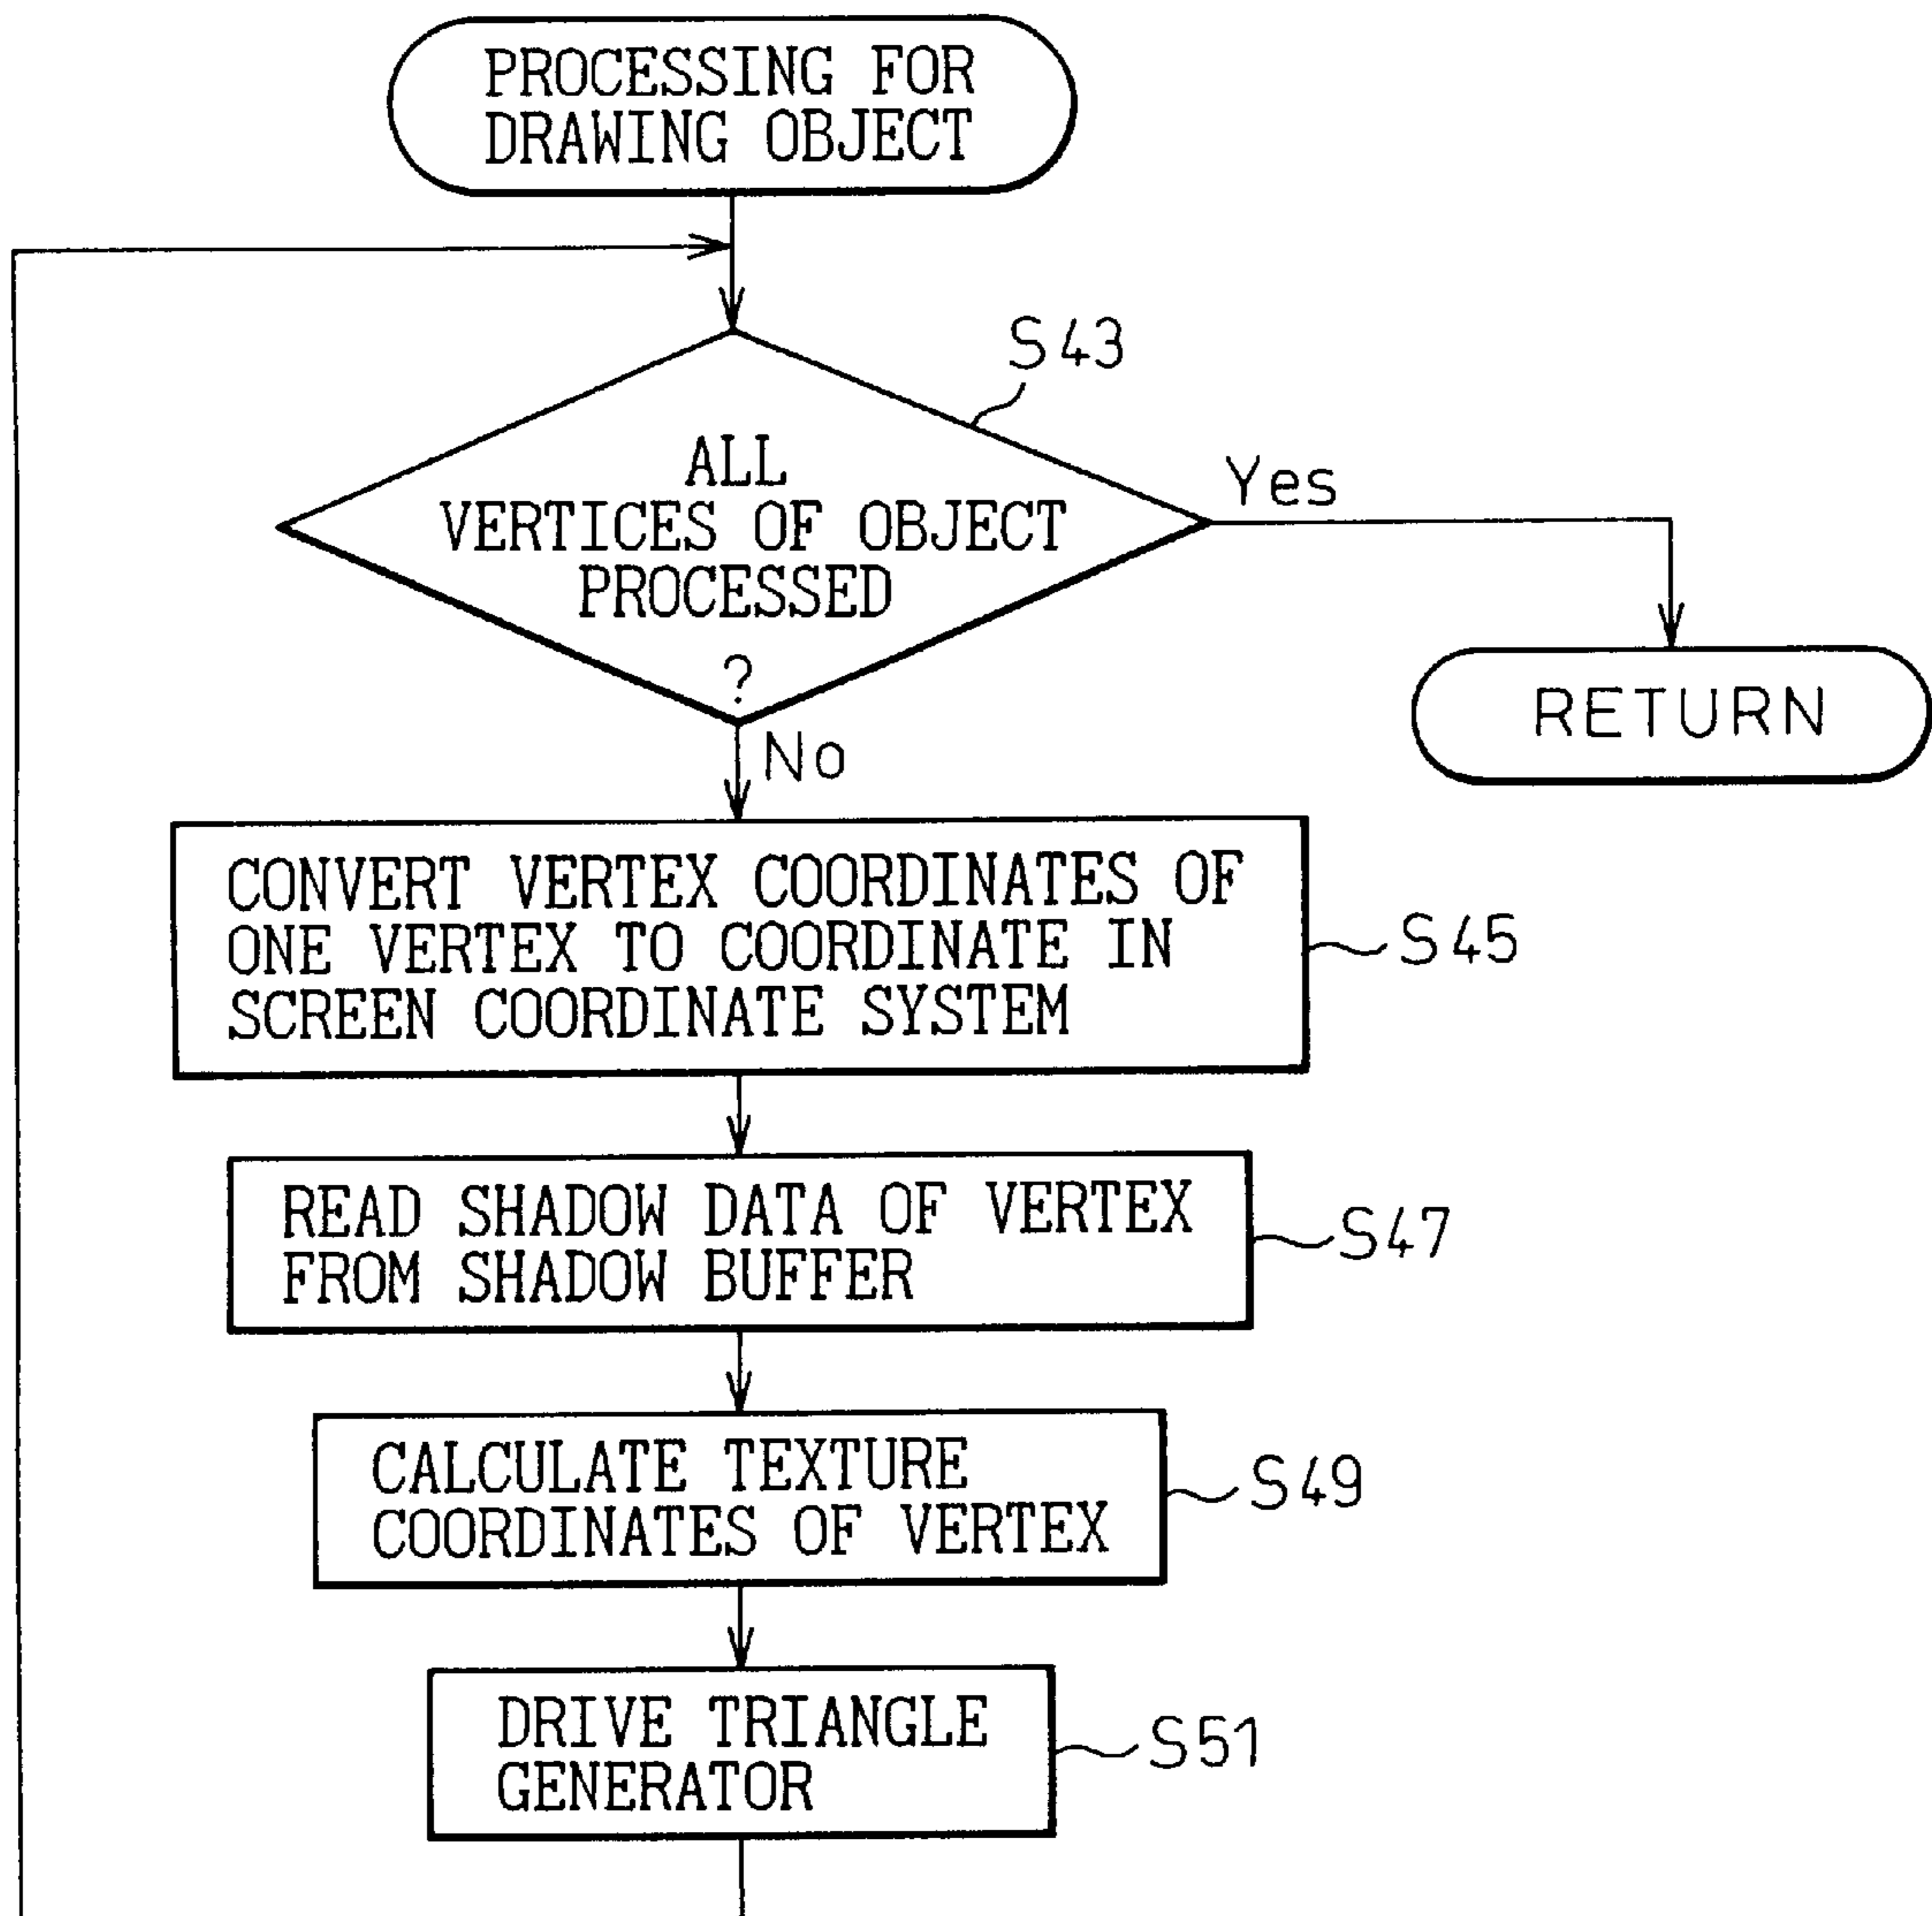 PROCESSING FOR
DRAWING OBJECT
S43
ALL
VERTICES OF OBJECT
PROCESSED
?
Yes
RETURN
No
CONVERT VERTEX COORDINATES OF
ONE VERTEX TO COORDINATE IN
SCREEN COORDINATE SYSTEM
S45
READ SHADOW DATA OF VERTEX
FROM SHADOW BUFFER
S47
CALCULATE TEXTURE
COORDINATES OF VERTEX
S49
DRIVE TRIANGLE
GENERATOR
S51